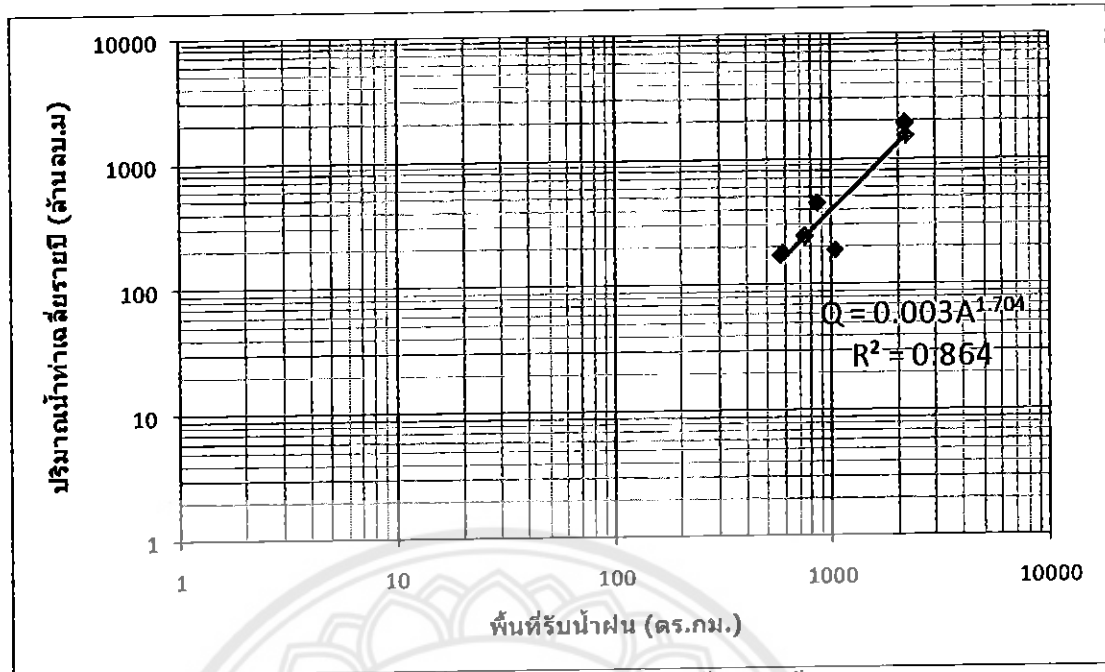 ปริมาณน้ำท่าเฉลี่ยรายปี (ล้านลบ.ม)
10000
1000
100
10
1
Q = 0.003A^1.704
R² = 0.864
1 10 100 1000 10000
พื้นที่รับน้ำฝน (ตร.กม.)